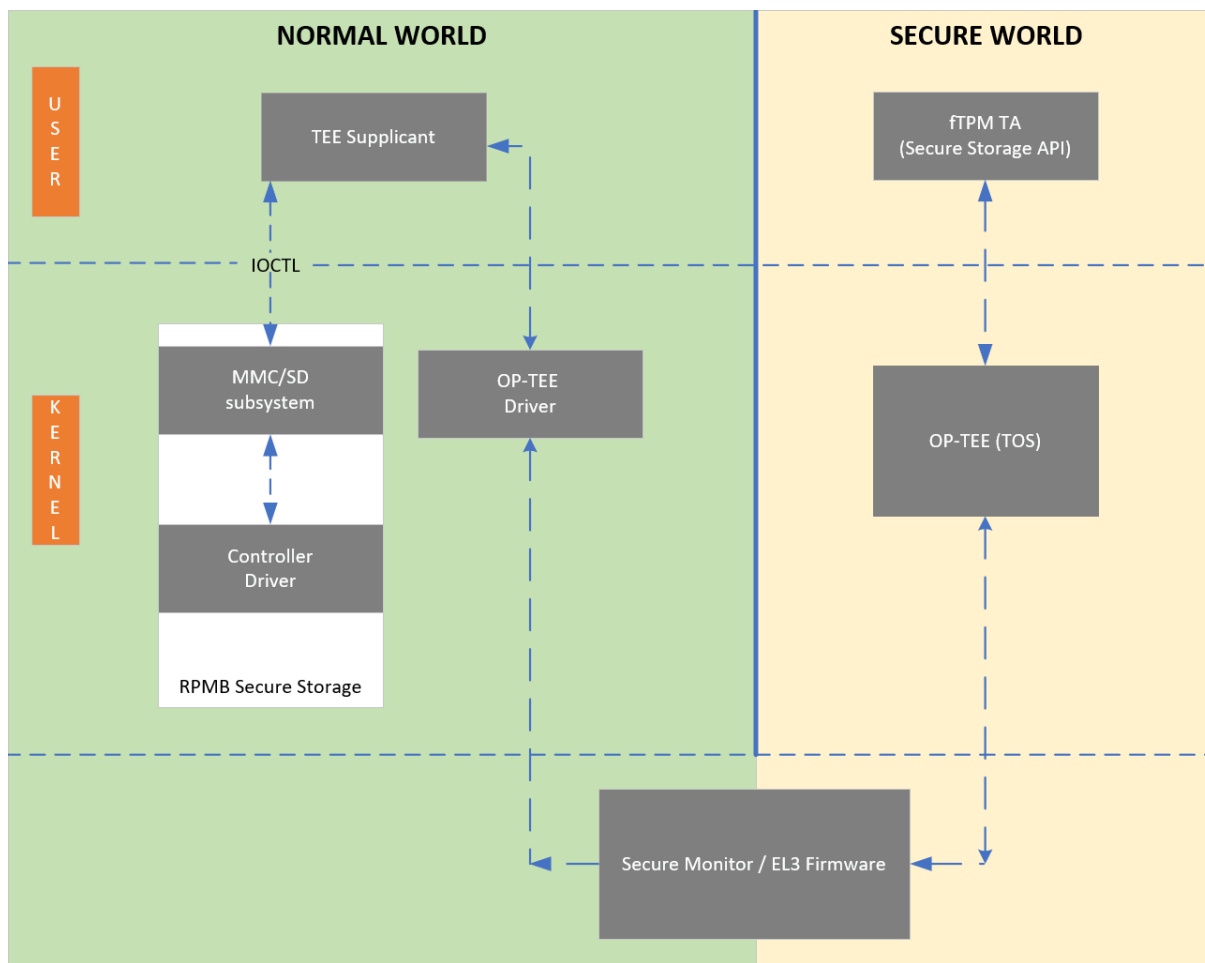 NORMAL WORLD
SECURE WORLD
U
S
E
R
TEE Supplicant
fTPM TA
(Secure Storage API)
IOCTL
K
E
R
N
E
L
MMC/SD
subsystem
OP-TEE
Driver
OP-TEE (TOS)
Controller
Driver
RPMB Secure Storage
Secure Monitor / EL3 Firmware